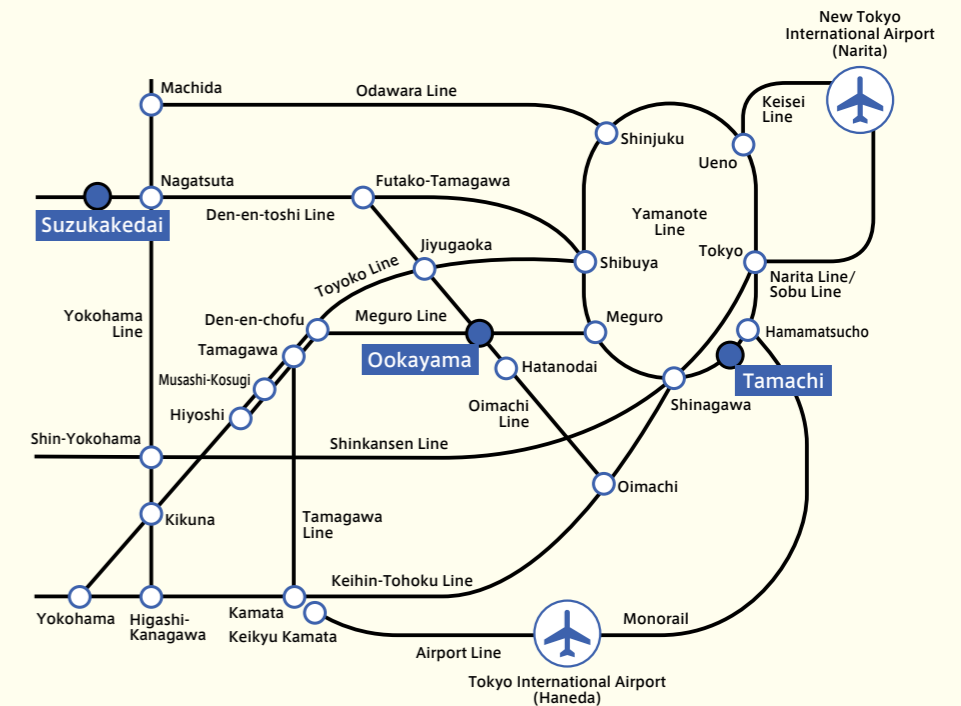 New Tokyo
International Airport
(Narita)
Machida
Odawara Line
Keisei
Line
Shinjuku
Ueno
Nagatsuta
Futako-Tamagawa
Suzukakedai
Den-en-toshi Line
Yamanote
Line
Jiyugaoka
Tokyo
Toyoko Line
Shibuya
Narita Line/
Sobu Line
Yokohama
Line
Den-en-chofu
Meguro Line
Meguro
Hamamatsucho
Tamagawa
Ookayama
Hatanodai
Musashi-Kosugi
Tamachi
Hiyoshi
Oimachi
Line
Shinagawa
Shin-Yokohama
Shinkansen Line
Oimachi
Kikuna
Tamagawa
Line
Keihin-Tohoku Line
Yokohama
Higashi-
Kanagawa
Kamata
Keikyu Kamata
Monorail
Airport Line
Tokyo International Airport
(Haneda)